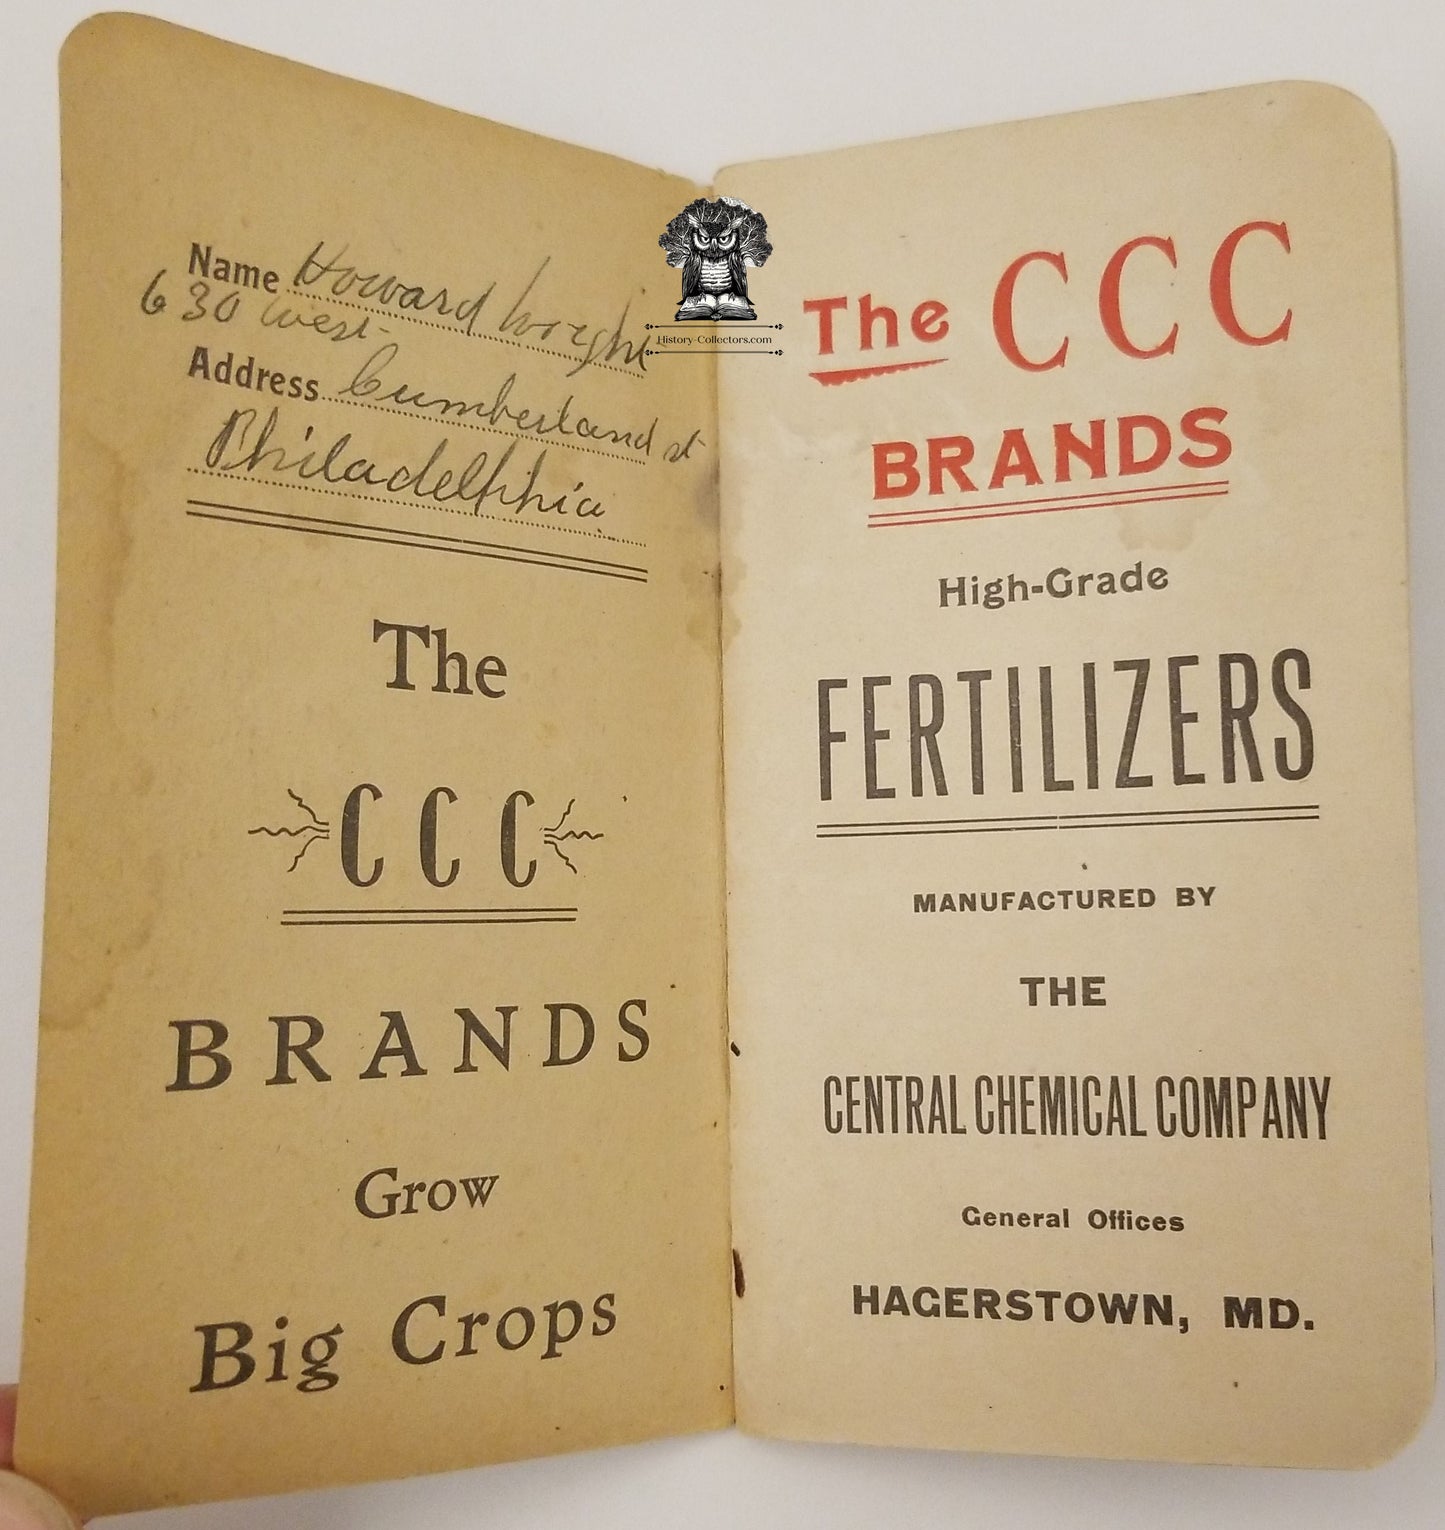 Name Howard Wright
630 West
Address Cumberland st
Philadelphia
The
CCC
BRANDS
Grow
Big Crops
History-Collectors.com
The CCC
BRANDS
High-Grade
FERTILIZERS
MANUFACTURED BY
THE
CENTRAL CHEMICAL COMPANY
General Offices
HAGERSTOWN, MD.